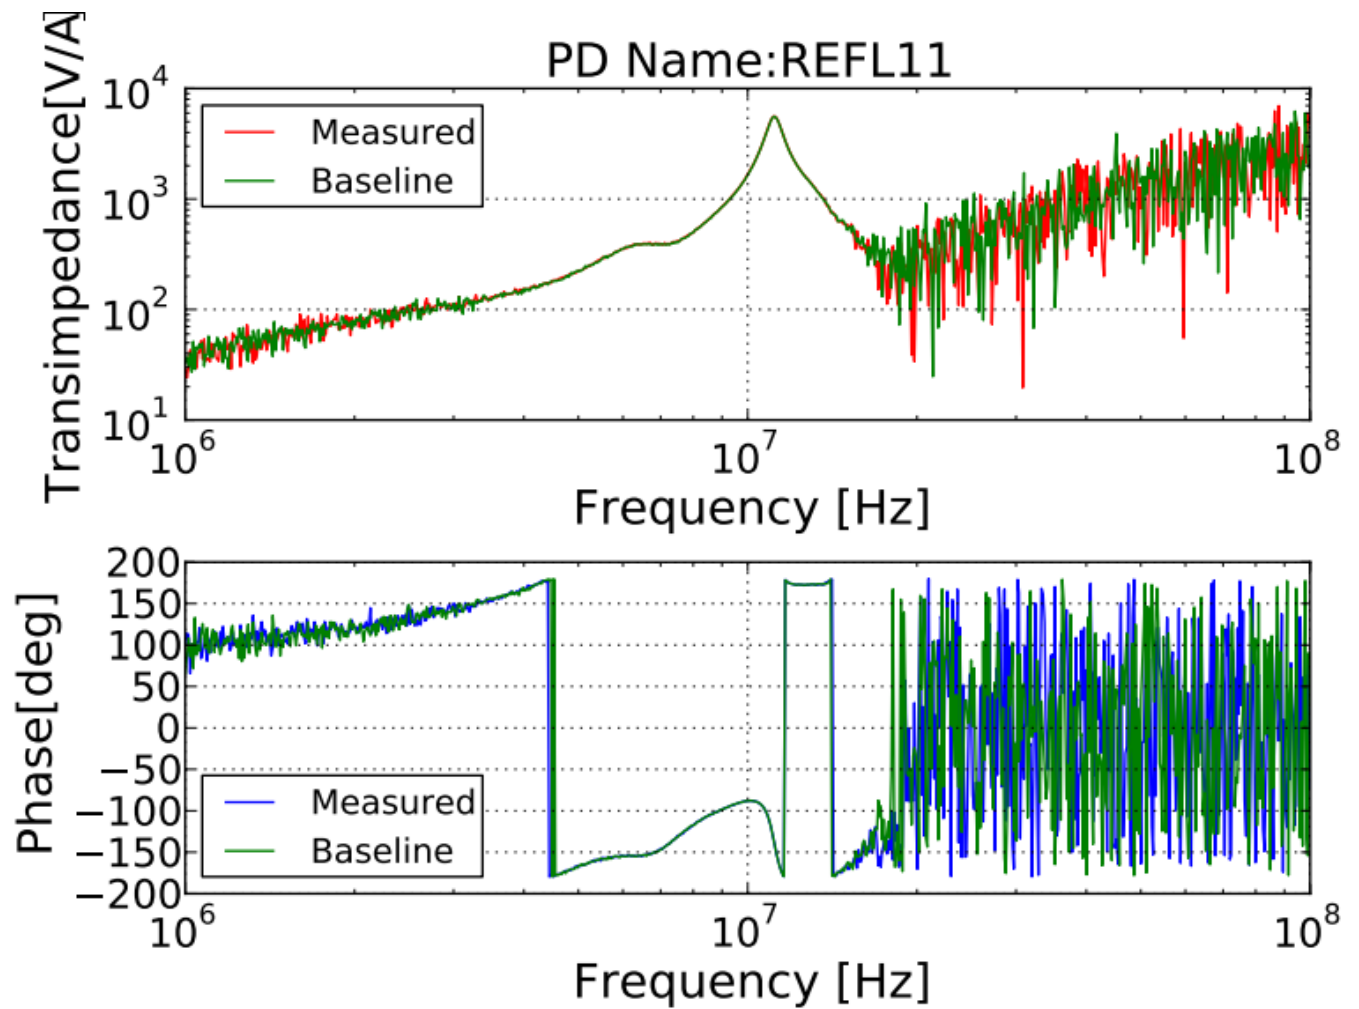 PD Name:REFL11
Transimpedance[V/A]
10^4
10^3
10^2
10^1
Measured
Baseline
10^6 10^7 10^8
Frequency [Hz]
Phase[deg]
200
150
100
50
0
−50
−100
−150
−200
Measured
Baseline
10^6 10^7 10^8
Frequency [Hz]